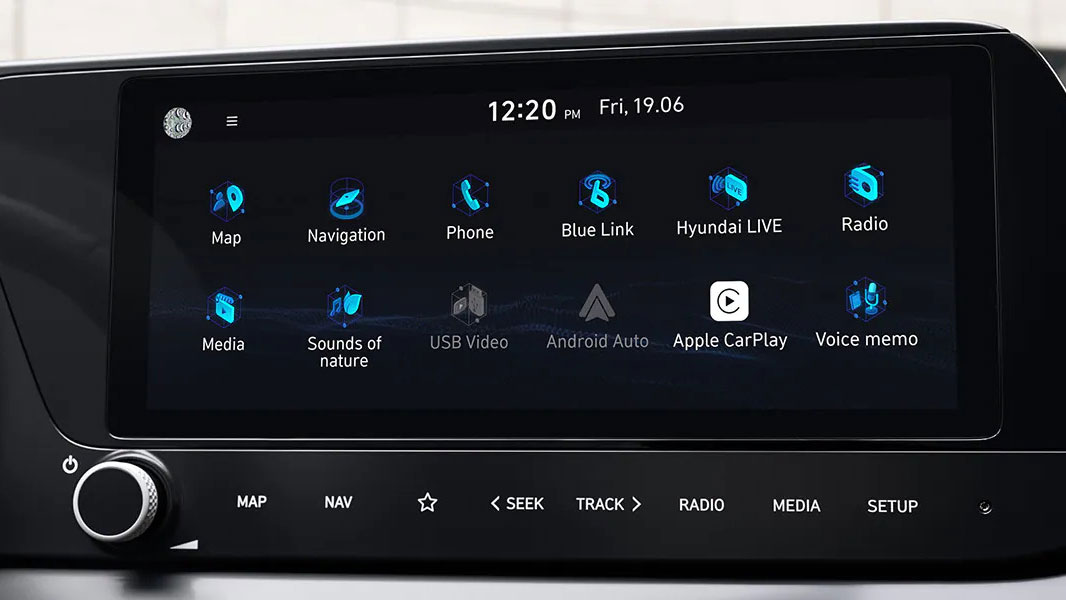 12:20 PM Fri, 19.06
Map
Navigation
Phone
Blue Link
LIVE
Hyundai LIVE
Radio
Media
Sounds of
nature
USB Video
Android Auto
Apple CarPlay
Voice memo
MAP
NAV
SEEK
TRACK
RADIO
MEDIA
SETUP